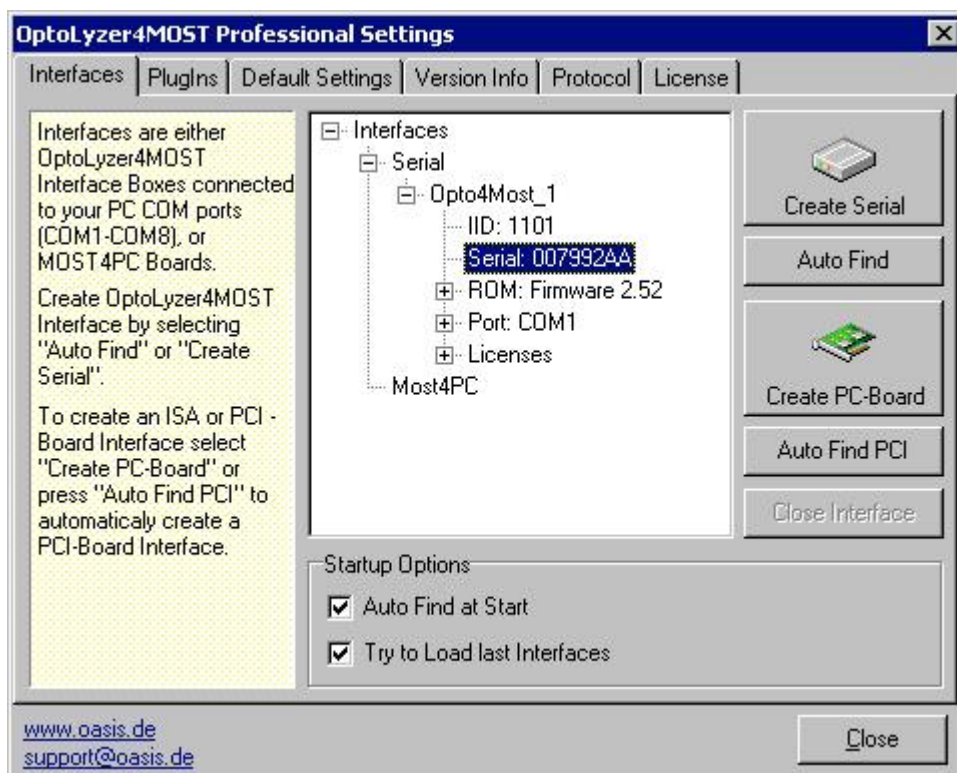 OptoLyzer4MOST Professional Settings
Interfaces PlugIns Default Settings Version Info Protocol License
Interfaces are either
OptoLyzer4MOST
Interface Boxes connected
to your PC COM ports
(COM1-COM8), or
MOST4PC Boards.
Create OptoLyzer4MOST
Interface by selecting
"Auto Find" or "Create
Serial".
To create an ISA or PCI -
Board Interface select
"Create PC-Board" or
press "Auto Find PCI" to
automaticaly create a
PCI-Board Interface.
Interfaces
Serial
Opto4Most_1
IID: 1101
Serial: 007992AA
ROM: Firmware 2.52
Port: COM1
Licenses
Most4PC
Create Serial
Auto Find
Create PC-Board
Auto Find PCI
Close Interface
Startup Options
Auto Find at Start
Try to Load last Interfaces
www.oasis.de
support@oasis.de
Close